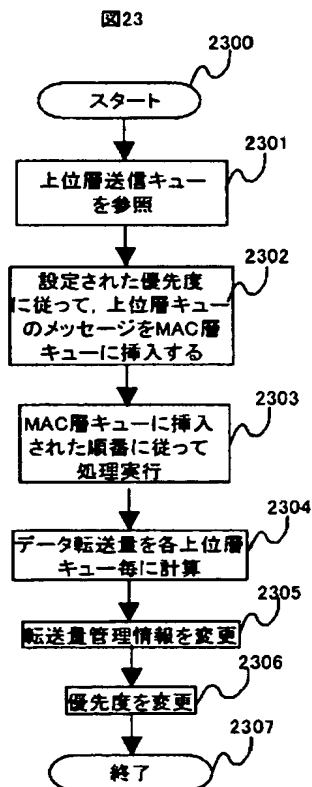 図23
2300
スタート
2301
上位層送信キュー
を参照
2302
設定された優先度
に従って，上位層キュー
のメッセージをMAC層
キューに挿入する
2303
MAC層キューに挿入
された順番に従って
処理実行
2304
データ転送量を各上位層
キュー毎に計算
2305
転送量管理情報を変更
2306
優先度を変更
2307
終了